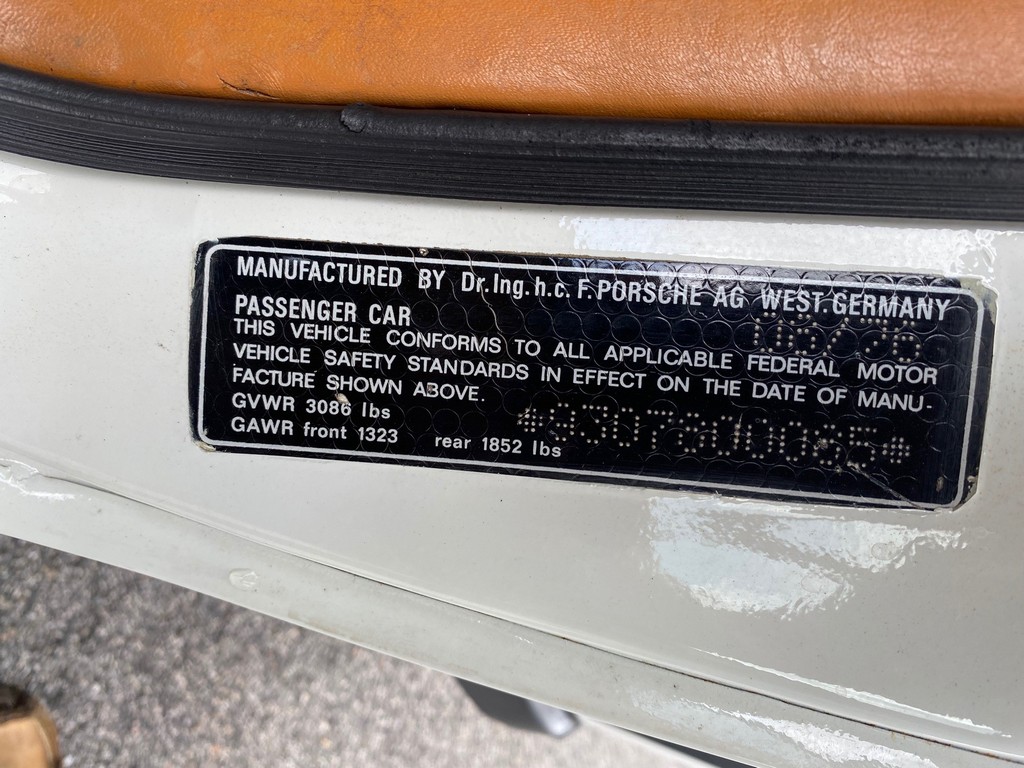 MANUFACTURED BY Dr.Ing.h.c. F.PORSCHE AG WEST.GERMANY
PASSENGER CAR
THIS VEHICLE CONFORMS TO ALL APPLICABLE FEDERAL MOTOR
VEHICLE SAFETY STANDARDS IN EFFECT ON THE DATE OF MANU-
FACTURE SHOWN ABOVE.
GVWR 3086 lbs
*9307800065*
GAWR front 1323 rear 1852 lbs